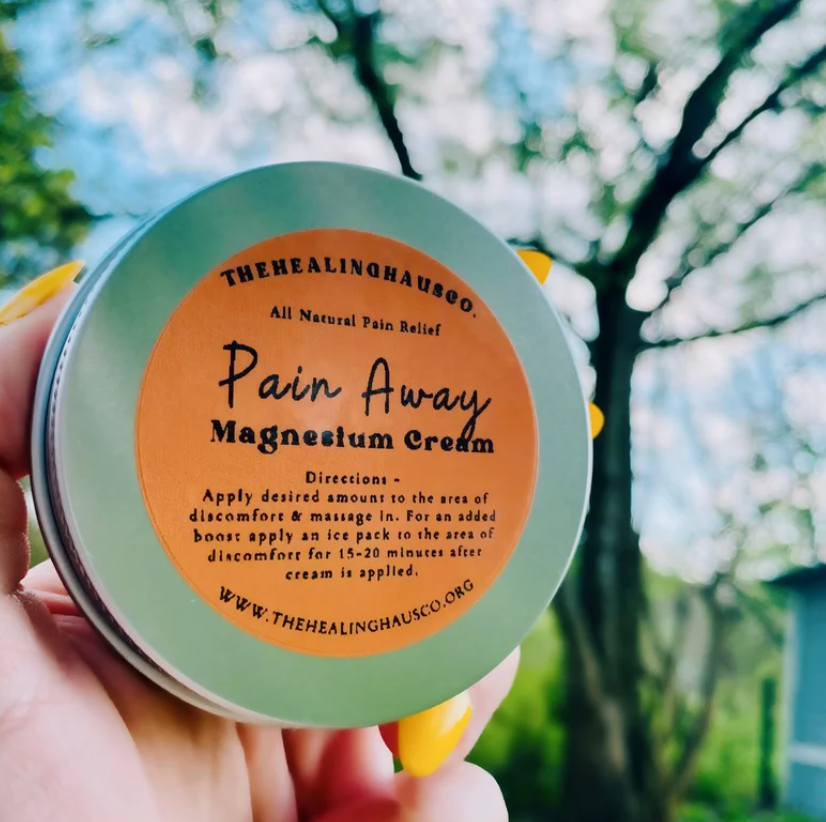 THEHEALINGHAUSCO.
All Natural Pain Relief
Pain Away
Magnesium Cream
Directions -
Apply desired amount to the area of
discomfort & massage in. For an added
boost apply an ice pack to the area of
discomfort for 15-20 minutes after
cream is applied.
WWW.THEHEALINGHAUSCO.ORG